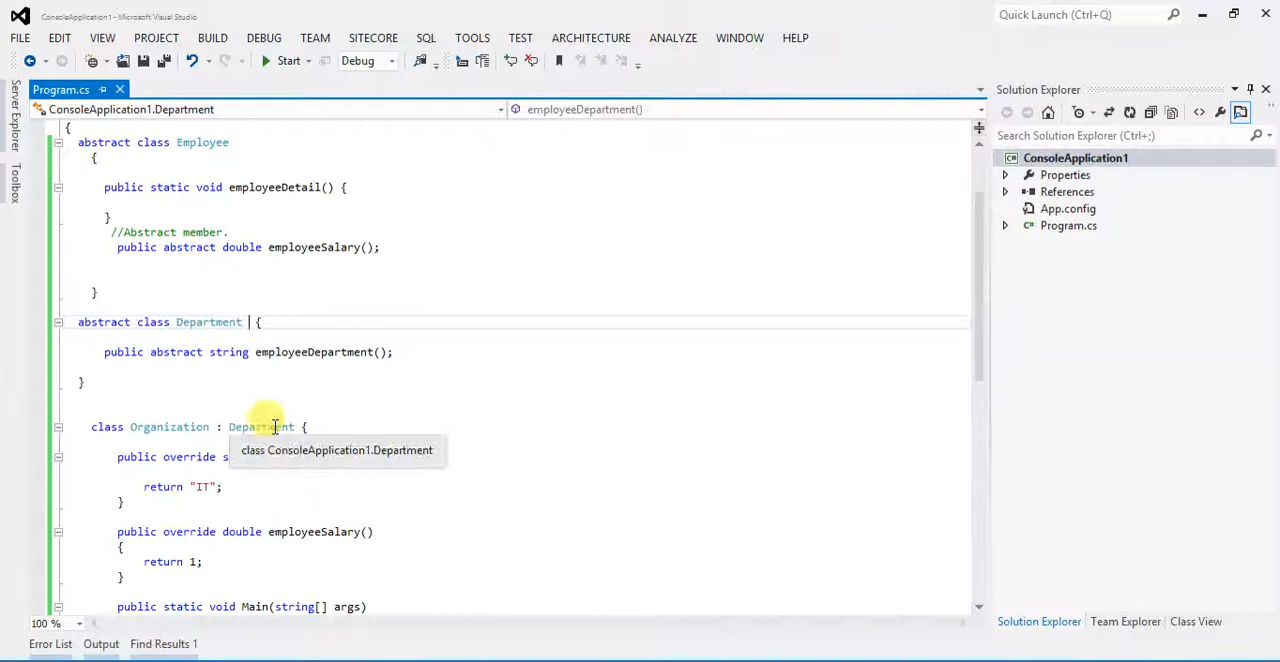 ConsoleApplication1 - Microsoft Visual Studio
Quick Launch (Ctrl+Q)
FILE EDIT VIEW PROJECT BUILD DEBUG TEAM SITECORE SQL TOOLS TEST ARCHITECTURE ANALYZE WINDOW HELP
Start Debug
Server Explorer
Toolbox
Program.cs
ConsoleApplication1.Department employeeDepartment()
{
abstract class Employee
{
public static void employeeDetail() {
}
//Abstract member.
public abstract double employeeSalary();
}
abstract class Department {
public abstract string employeeDepartment();
}
class Organization : Department {
class ConsoleApplication1.Department
public override s
return "IT";
}
public override double employeeSalary()
{
return 1;
}
public static void Main(string[] args)
100 %
Error List Output Find Results 1
Solution Explorer
Search Solution Explorer (Ctrl+;)
ConsoleApplication1
Properties
References
App.config
Program.cs
Solution Explorer Team Explorer Class View